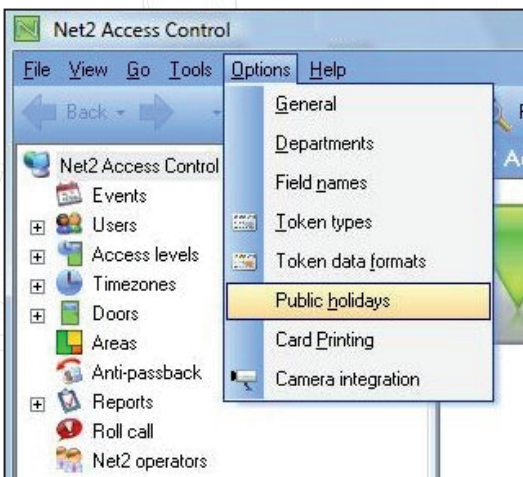 Net2 Access Control
File View Go Tools Options Help
Back
General
Departments
Field names
Token types
Token data formats
Public holidays
Card Printing
Camera integration
Net2 Access Control
Events
Users
Access levels
Timezones
Doors
Areas
Anti-passback
Reports
Roll call
Net2 operators